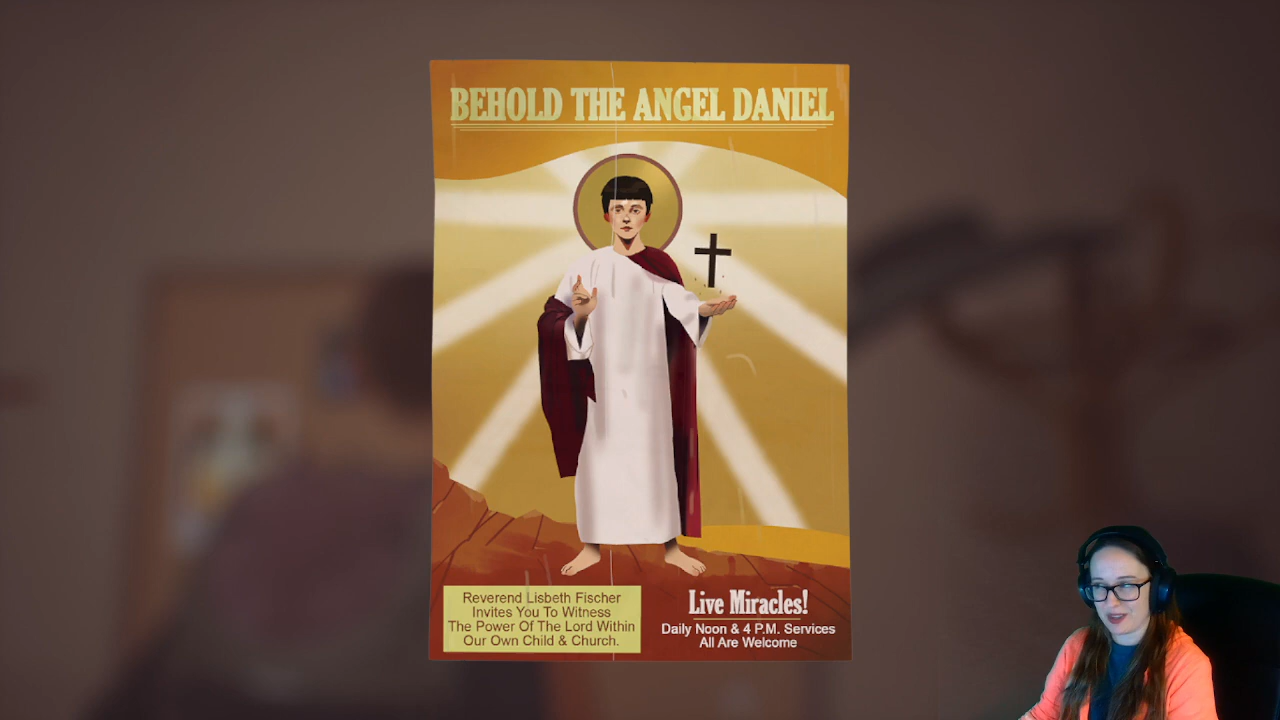 BEHOLD THE ANGEL DANIEL
Reverend Lisbeth Fischer
Invites You To Witness
The Power Of The Lord Within
Our Own Child & Church.
Live Miracles!
Daily Noon & 4 P.M. Services
All Are Welcome